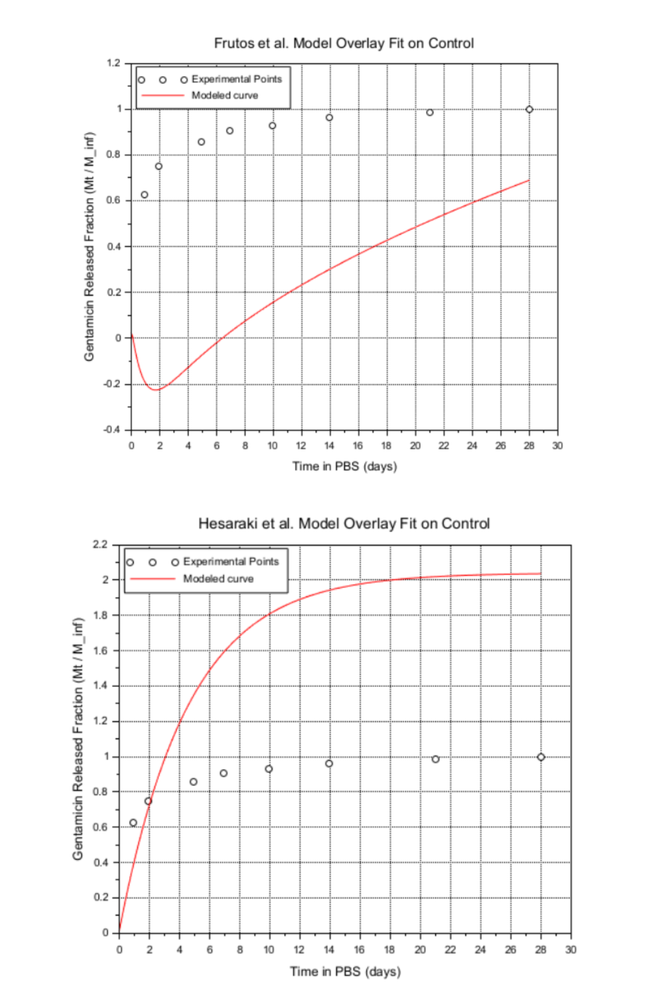 Frutos et al. Model Overlay Fit on Control
1.2
Experimental Points
Modeled curve
1
0.8
0.6
0.4
0.2
0
-0.2
-0.4
Gentamicin Released Fraction (Mt / M_inf)
0 2 4 6 8 10 12 14 16 18 20 22 24 26 28 30
Time in PBS (days)
Hesaraki et al. Model Overlay Fit on Control
2.2
Experimental Points
Modeled curve
2
1.8
1.6
1.4
1.2
1
0.8
0.6
0.4
0.2
0
Gentamicin Released Fraction (Mt / M_inf)
0 2 4 6 8 10 12 14 16 18 20 22 24 26 28 30
Time in PBS (days)